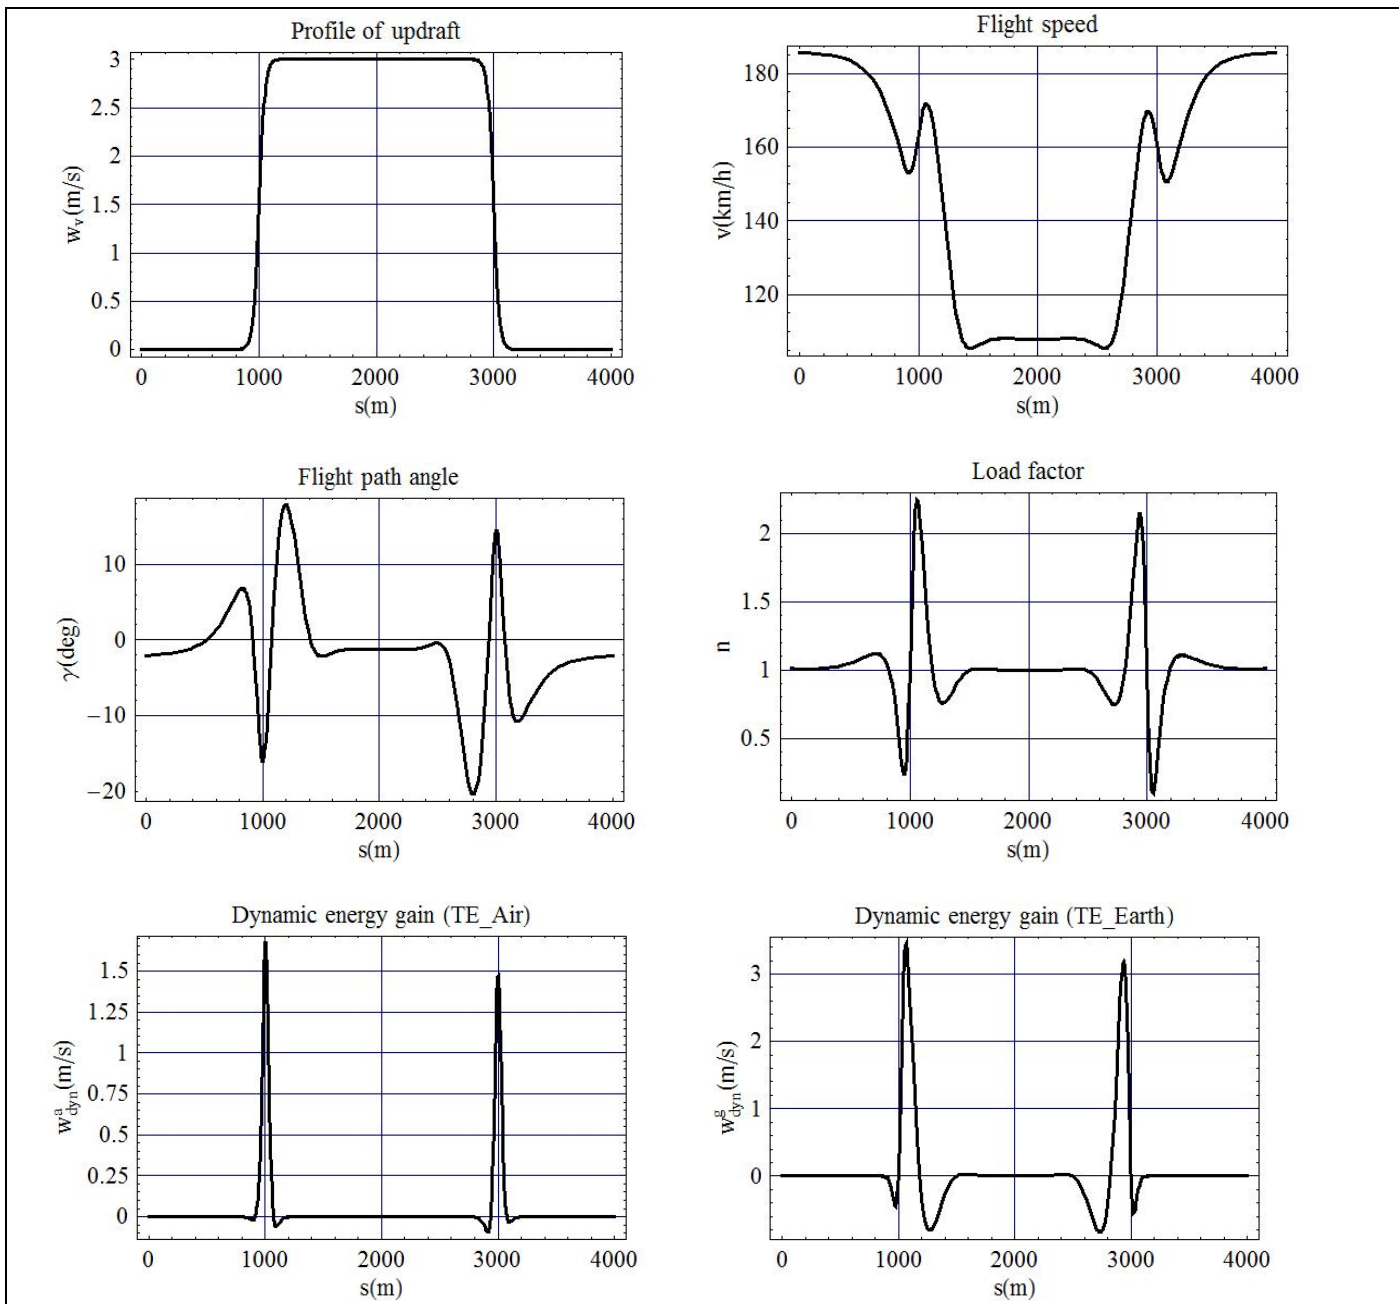 Profile of updraft
3
2.5
2
1.5
1
0.5
0
w_v(m/s)
0 1000 2000 3000 4000
s(m)
Flight speed
180
160
140
120
v(km/h)
0 1000 2000 3000 4000
s(m)
Flight path angle
10
0
−10
−20
γ(deg)
0 1000 2000 3000 4000
s(m)
Load factor
2
1.5
1
0.5
n
0 1000 2000 3000 4000
s(m)
Dynamic energy gain (TE_Air)
1.5
1.25
1
0.75
0.5
0.25
0
w^a_dyn(m/s)
0 1000 2000 3000 4000
s(m)
Dynamic energy gain (TE_Earth)
3
2
1
0
w^g_dyn(m/s)
0 1000 2000 3000 4000
s(m)